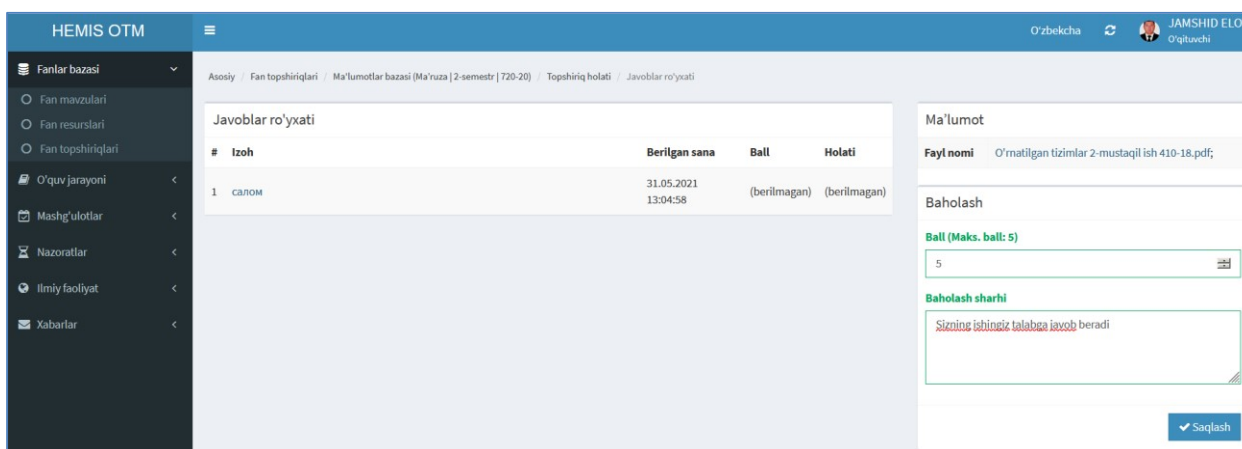 HEMIS OTM
O'zbekcha
JAMSHID ELO
O'qituvchi
Fanlar bazasi
Fan mavzulari
Fan resurslari
Fan topshiriqlari
O'quv jarayoni
Mashg'ulotlar
Nazoratlar
Ilmiy faoliyat
Xabarlar
Asosiy / Fan topshiriqlari / Ma'lumotlar bazasi (Ma'ruza | 2-semestr | 720-20) / Topshiriq holati / Javoblar ro'yxati
Javoblar ro'yxati
# Izoh Berilgan sana Ball Holati
1 салом 31.05.2021 (berilmagan) (berilmagan)
13:04:58
Ma'lumot
Fayl nomi O'rnatilgan tizimlar 2-mustaqil ish 410-18.pdf;
Baholash
Ball (Maks. ball: 5)
5
Baholash sharhi
Sizning ishingiz talabga javob beradi
Saqlash